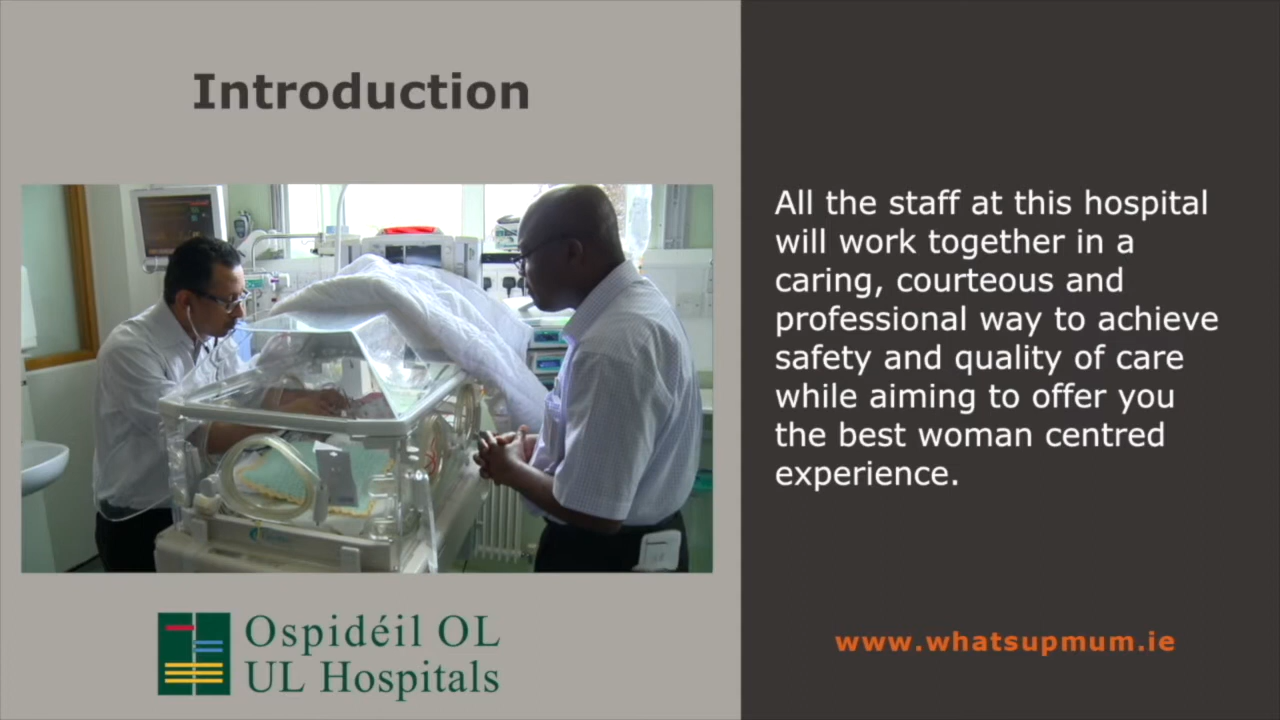 Introduction
All the staff at this hospital
will work together in a
caring, courteous and
professional way to achieve
safety and quality of care
while aiming to offer you
the best woman centred
experience.
Ospidéil OL
UL Hospitals
www.whatsupmum.ie